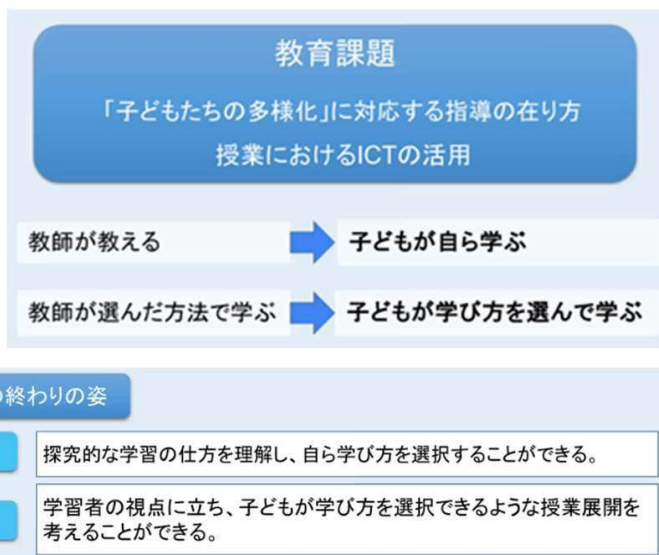 教育課題
「子どもたちの多様化」に対応する指導の在り方
授業におけるICTの活用
教師が教える
子どもが自ら学ぶ
教師が選んだ方法で学ぶ
子どもが学び方を選んで学ぶ
終わりの姿
探究的な学習の仕方を理解し、自ら学び方を選択することができる。
学習者の視点に立ち、子どもが学び方を選択できるような授業展開を
考えることができる。